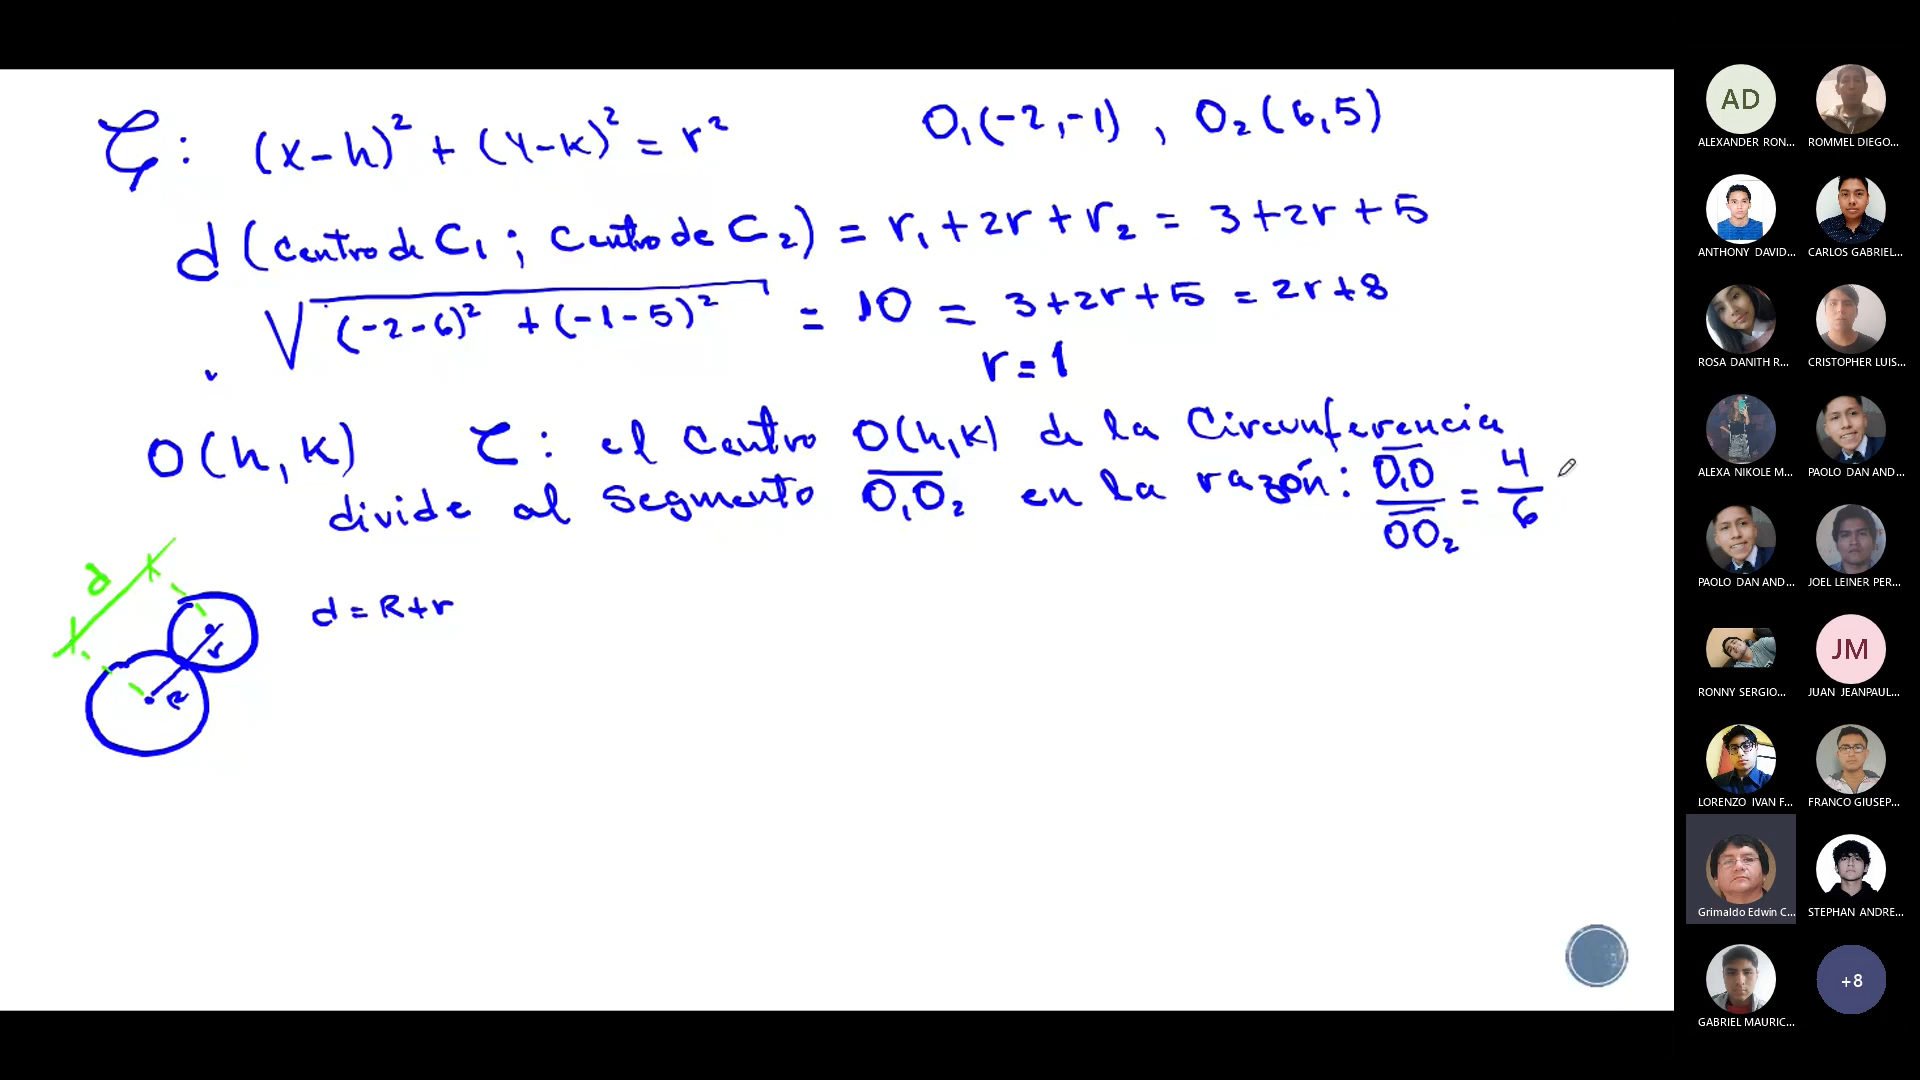 C: (x-h)² + (y-k)² = r²
O₁(-2,-1) , O₂(6,5)
d (centro de C₁ ; centro de C₂) = r₁ + 2r + r₂ = 3 + 2r + 5
√((-2-6)² + (-1-5)²) = 10 = 3 + 2r + 5 = 2r + 8
r = 1
O(h,k) C: el centro O(h,k) de la Circunferencia
divide al segmento O₁O₂ en la razón: O₁O/OO₂ = 4/6
d
r
R
d = R + r
AD
ALEXANDER RON...
ROMMEL DIEGO...
ANTHONY DAVID...
CARLOS GABRIEL...
ROSA DANITH R...
CRISTOPHER LUIS...
ALEXA NIKOLE M...
PAOLO DAN AND...
PAOLO DAN AND...
JOEL LEINER PER...
JM
RONNY SERGIO...
JUAN JEANPAUL...
LORENZO IVAN F...
FRANCO GIUSEP...
Grimaldo Edwin C...
STEPHAN ANDRE...
+8
GABRIEL MAURIC...